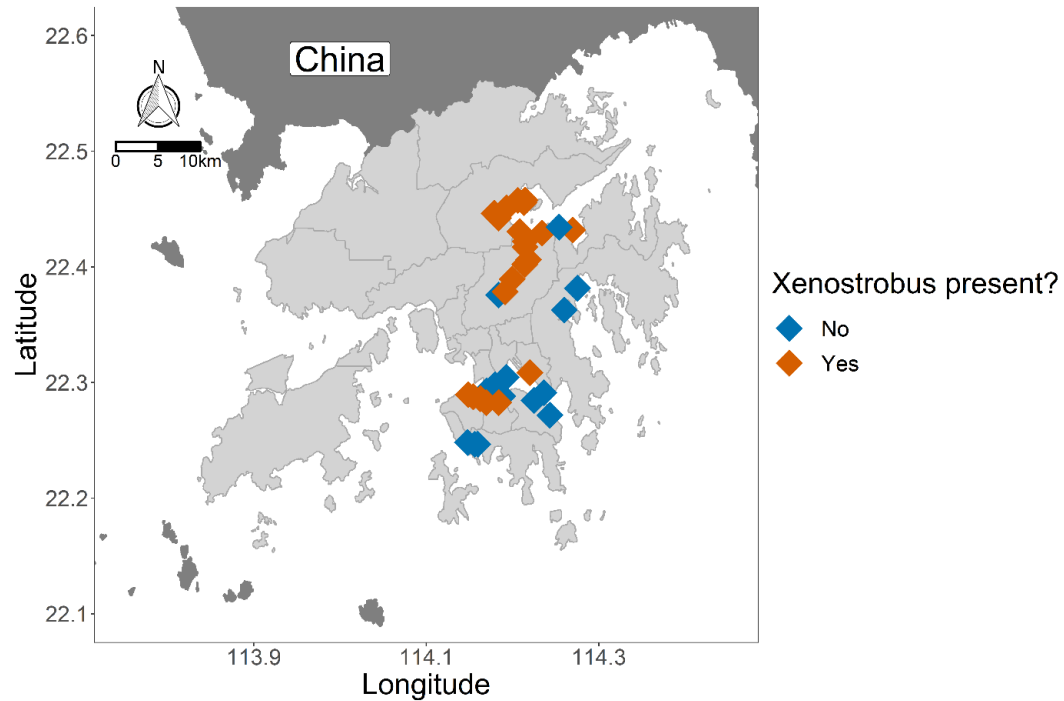 22.6
China
N
22.5
0 5 10km
22.4
Latitude
Xenostrobus present?
No
Yes
22.3
22.2
22.1
113.9 114.1 114.3
Longitude